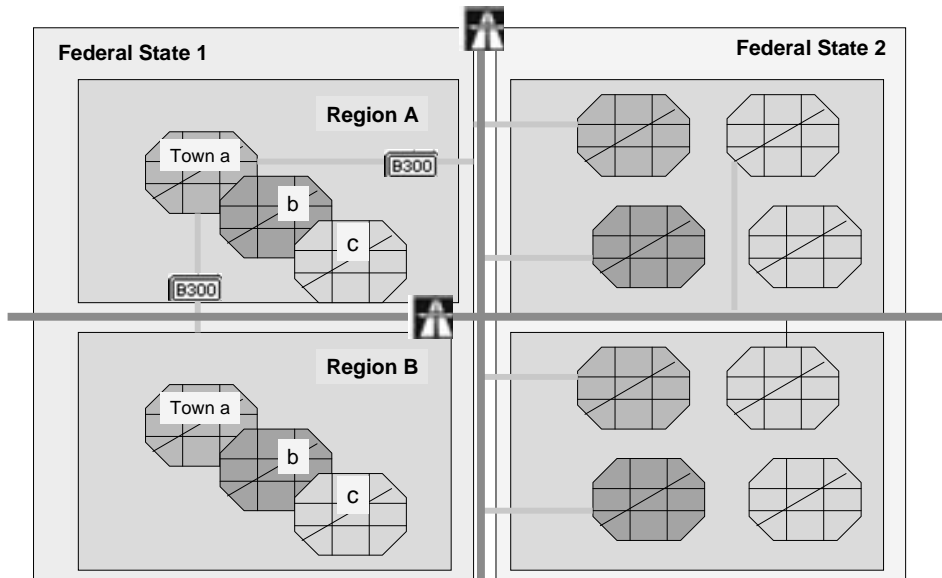 Federal State 1
Federal State 2
Region A
Town a
B300
b
c
B300
Region B
Town a
b
c